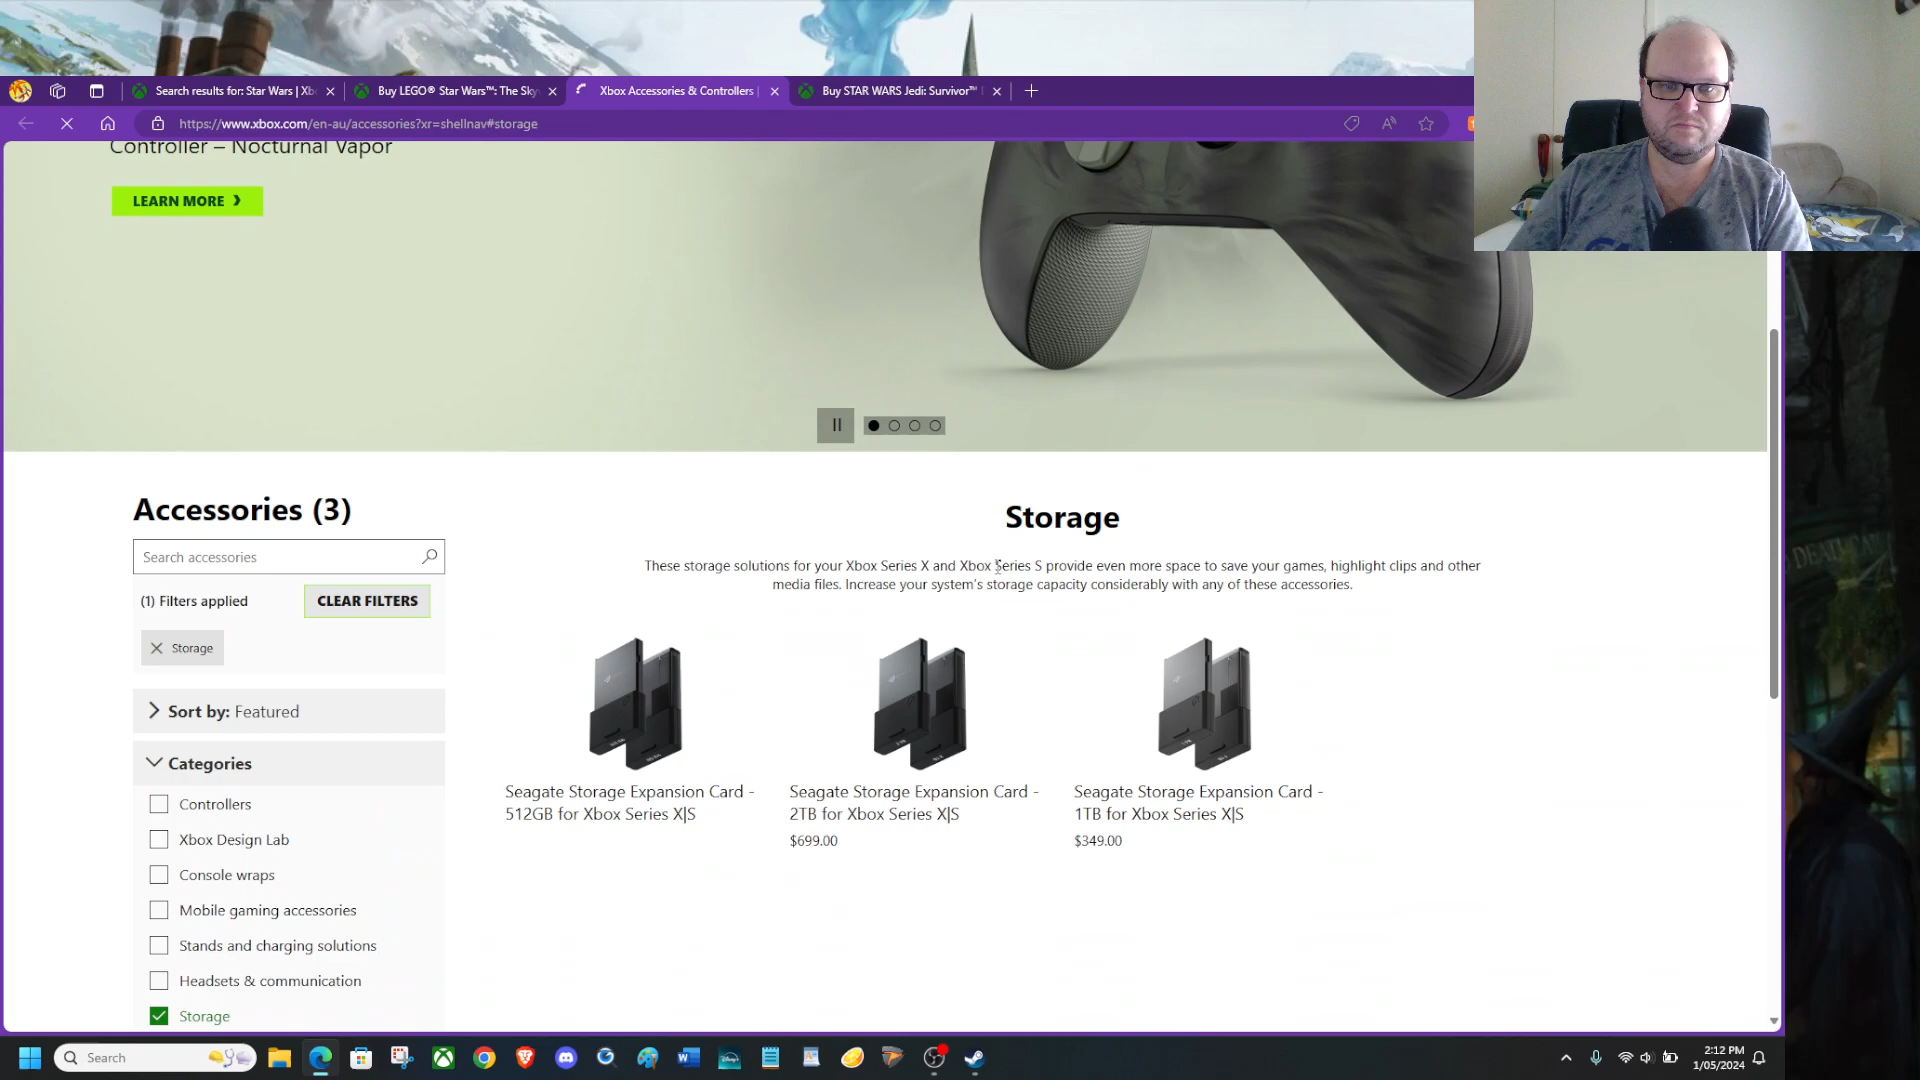 Search results for: Star Wars | Xb
Buy LEGO® Star Wars™: The Sky
Xbox Accessories & Controllers |
Buy STAR WARS Jedi: Survivor™
https://www.xbox.com/en-au/accessories?xr=shellnav#storage
Controller – Nocturnal Vapor
LEARN MORE
Accessories (3)
Search accessories
(1) Filters applied
CLEAR FILTERS
Storage
Sort by: Featured
Categories
Controllers
Xbox Design Lab
Console wraps
Mobile gaming accessories
Stands and charging solutions
Headsets & communication
Storage
Storage
These storage solutions for your Xbox Series X and Xbox Series S provide even more space to save your games, highlight clips and other
media files. Increase your system's storage capacity considerably with any of these accessories.
Seagate Storage Expansion Card -
512GB for Xbox Series X|S
Seagate Storage Expansion Card -
2TB for Xbox Series X|S
$699.00
Seagate Storage Expansion Card -
1TB for Xbox Series X|S
$349.00
Search
2:12 PM
1/05/2024